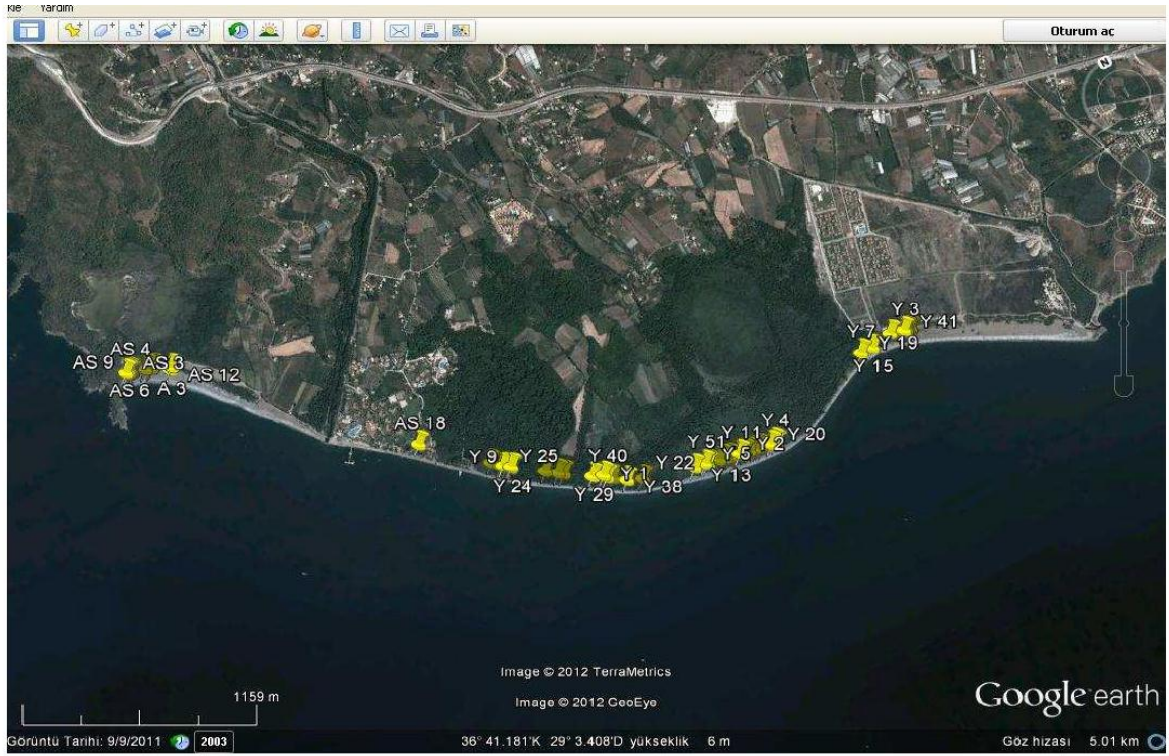 Yardım
Oturum aç
N
Y 3
Y 41
Y 7
Y 19
Y 15
AS 4
AS 9
AS 3
AS 12
AS 6
A 3
AS 18
Y 4
Y 11
Y 20
Y 51
Y 2
Y 5
Y 9
Y 25
Y 40
Y 22
Y 1
Y 13
Y 24
Y 29
Y 38
Image © 2012 TerraMetrics
Image © 2012 GeoEye
1159 m
Google earth
Görüntü Tarihi: 9/9/2011
2003
36° 41.181'K 29° 3.408'D yükseklik 6 m
Göz hizası 5.01 km